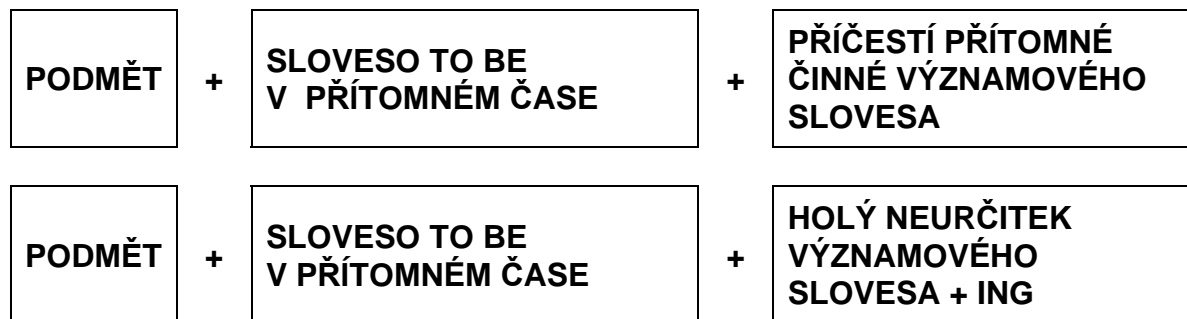 PODMĚT + SLOVESO TO BE
V PŘÍTOMNÉM ČASE + PŘÍČESTÍ PŘÍTOMNÉ
ČINNÉ VÝZNAMOVÉHO
SLOVESA
PODMĚT + SLOVESO TO BE
V PŘÍTOMNÉM ČASE + HOLÝ NEURČITEK
VÝZNAMOVÉHO
SLOVESA + ING